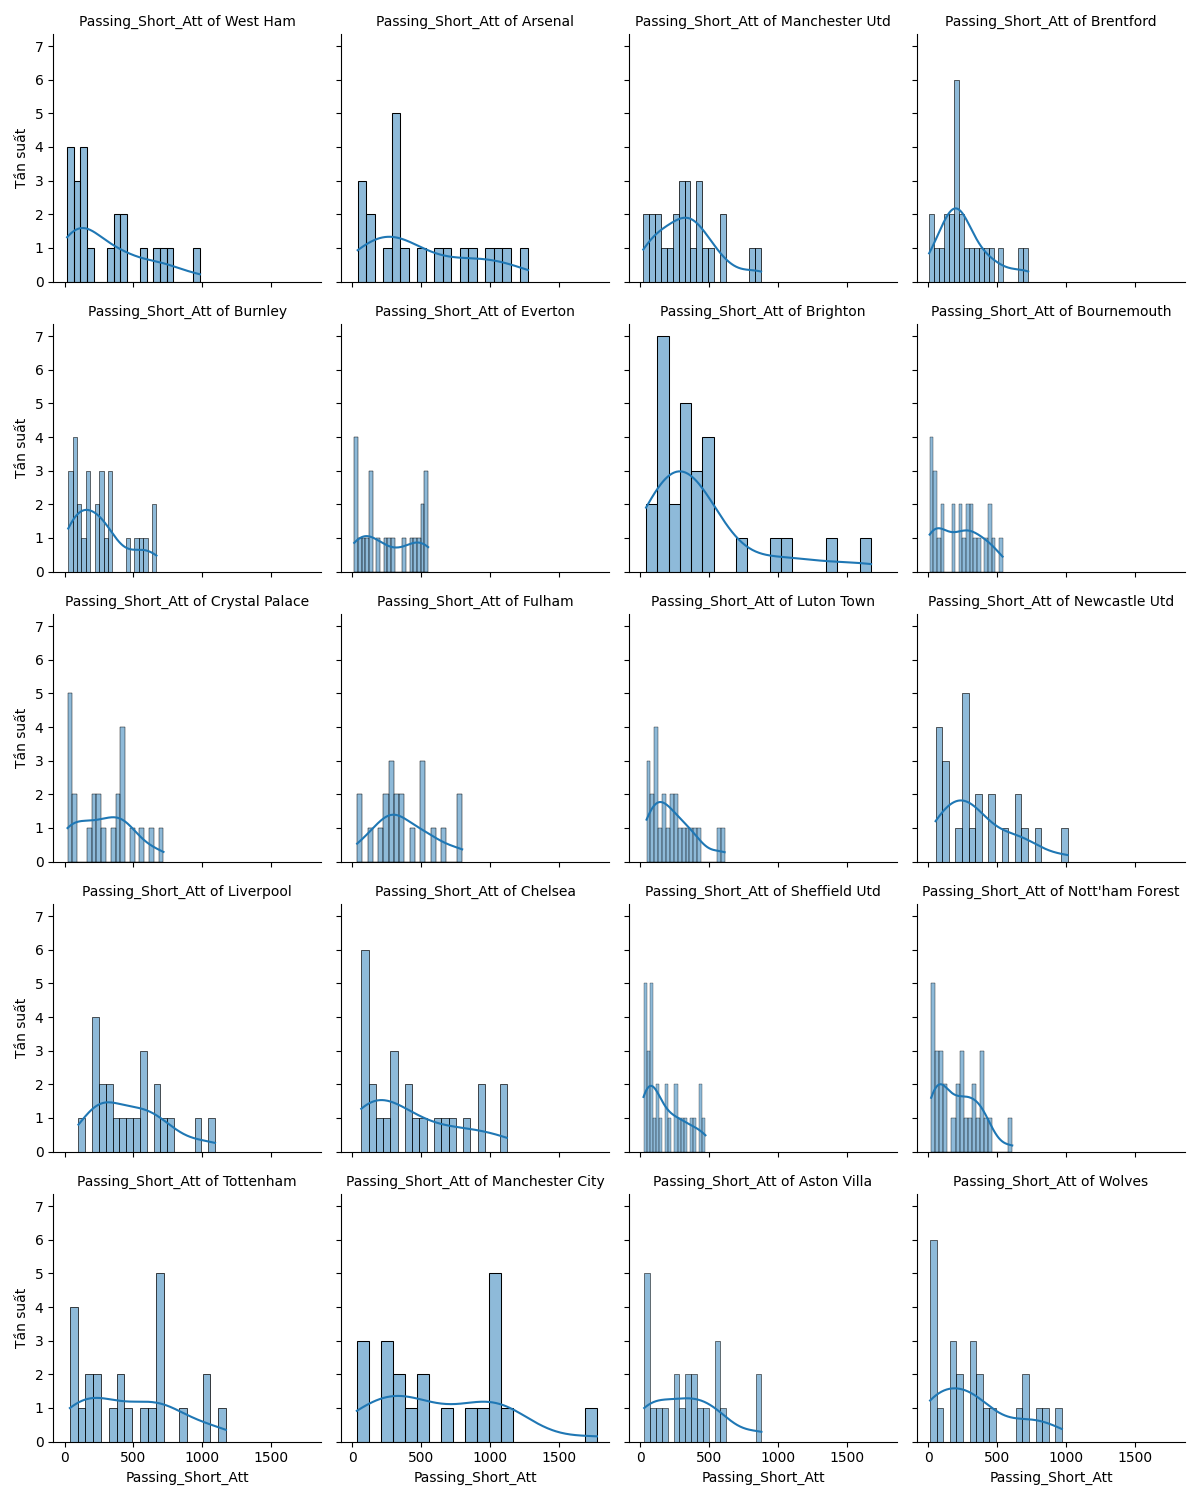 Passing_Short_Att of West Ham
Passing_Short_Att of Arsenal
Passing_Short_Att of Manchester Utd
Passing_Short_Att of Brentford
7
6
5
4
3
2
1
0
Tần suất
Passing_Short_Att of Burnley
Passing_Short_Att of Everton
Passing_Short_Att of Brighton
Passing_Short_Att of Bournemouth
7
6
5
4
3
2
1
0
Tần suất
Passing_Short_Att of Crystal Palace
Passing_Short_Att of Fulham
Passing_Short_Att of Luton Town
Passing_Short_Att of Newcastle Utd
7
6
5
4
3
2
1
0
Tần suất
Passing_Short_Att of Liverpool
Passing_Short_Att of Chelsea
Passing_Short_Att of Sheffield Utd
Passing_Short_Att of Nott'ham Forest
7
6
5
4
3
2
1
0
Tần suất
Passing_Short_Att of Tottenham
Passing_Short_Att of Manchester City
Passing_Short_Att of Aston Villa
Passing_Short_Att of Wolves
7
6
5
4
3
2
1
0
Tần suất
0 500 1000 1500
0 500 1000 1500
0 500 1000 1500
0 500 1000 1500
Passing_Short_Att
Passing_Short_Att
Passing_Short_Att
Passing_Short_Att